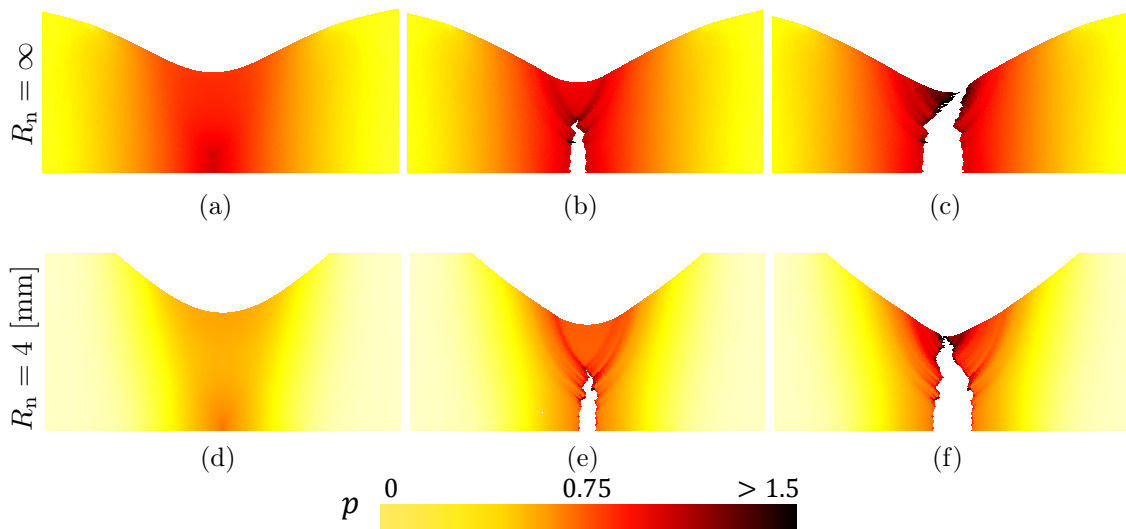 R_n = ∞
(a) (b) (c)
R_n = 4 [mm]
(d) (e) (f)
p 0 0.75 > 1.5